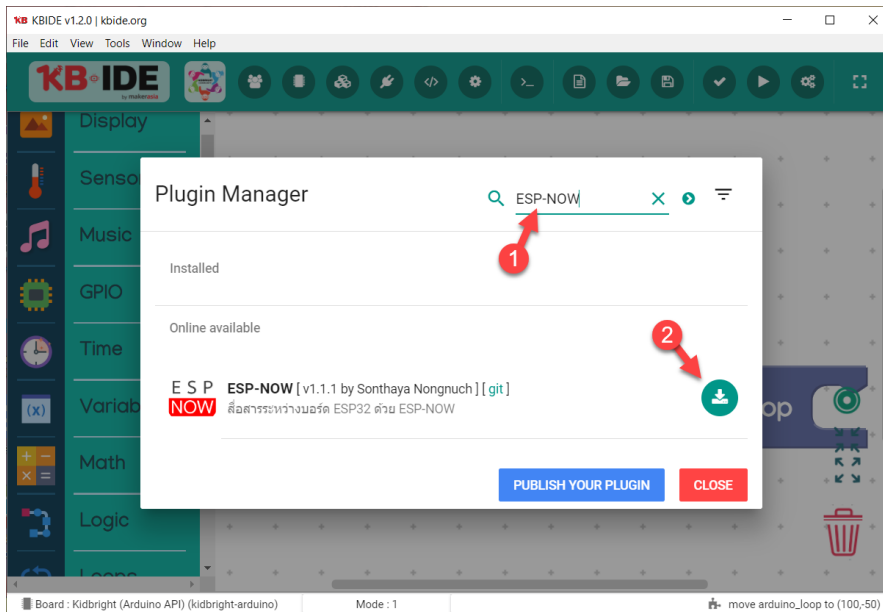 KB KBIDE v1.2.0 | kbide.org
File Edit View Tools Window Help
KB IDE
by makerasia
Display
Plugin Manager
ESP-NOW
Music
1
Installed
GPIO
Online available
Time
2
ESP NOW
ESP-NOW [ v1.1.1 by Sonthaya Nongnuch ] [ git ]
สื่อสารระหว่างบอร์ด ESP32 ด้วย ESP-NOW
(x)
Math
PUBLISH YOUR PLUGIN
CLOSE
Logic
Loops
Board : Kidbright (Arduino API) (kidbright-arduino)
Mode : 1
move arduino_loop to (100,-50)